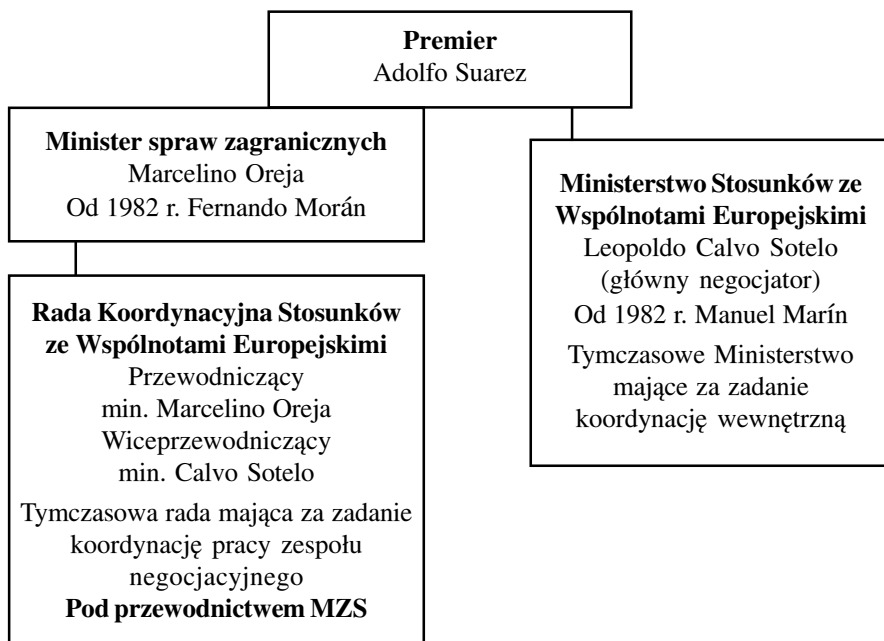 Premier
Adolfo Suarez
Minister spraw zagranicznych
Marcelino Oreja
Od 1982 r. Fernando Morán
Rada Koordynacyjna Stosunków
ze Wspólnotami Europejskimi
Przewodniczący
min. Marcelino Oreja
Wiceprzewodniczący
min. Calvo Sotelo
Tymczasowa rada mająca za zadanie
koordynację pracy zespołu
negocjacyjnego
Pod przewodnictwem MZS
Ministerstwo Stosunków ze
Wspólnotami Europejskimi
Leopoldo Calvo Sotelo
(główny negocjator)
Od 1982 r. Manuel Marín
Tymczasowe Ministerstwo
mające za zadanie
koordynację wewnętrzną